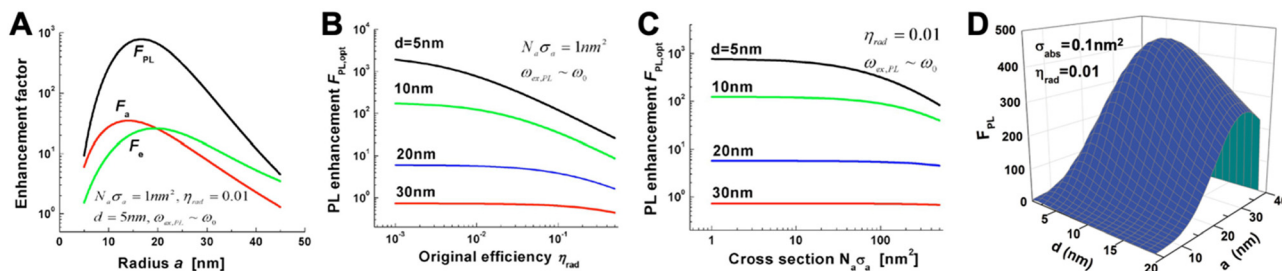 A
Enhancement factor
10³
10²
10¹
10⁰
F_PL
F_a
F_e
N_aσ_a = 1nm², η_rad = 0.01
d = 5nm, ω_ex,PL ~ ω_0
0 10 20 30 40 50
Radius a [nm]
B
PL enhancement F_PL,opt
10⁴
10³
10²
10¹
10⁰
d=5nm
10nm
20nm
30nm
N_aσ_a = 1nm²
ω_ex,PL ~ ω_0
10⁻³ 10⁻² 10⁻¹
Original efficiency η_rad
C
PL enhancement F_PL,opt
10⁴
10³
10²
10¹
10⁰
d=5nm
10nm
20nm
30nm
η_rad = 0.01
ω_ex,PL ~ ω_0
1 10 100
Cross section N_aσ_a [nm²]
D
F_PL
500
400
300
200
100
0
σ_abs=0.1nm²
η_rad=0.01
5 10 15 20
d (nm)
10 20 30 40
a (nm)